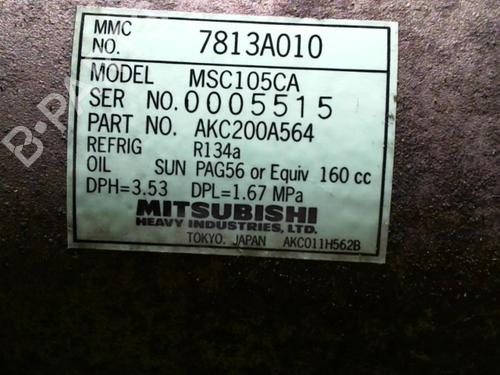 MMC NO. 7813A010
MODEL MSC105CA
SER NO. 0005515
PART NO. AKC200A564
REFRIG R134a
OIL SUN PAG56 or Equiv 160 cc
DPH=3.53 DPL=1.67 MPa
MITSUBISHI
HEAVY INDUSTRIES, LTD.
TOKYO. JAPAN AKC011H562B